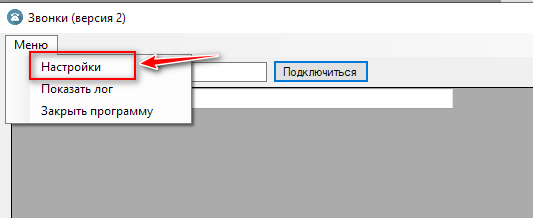 Звонки (версия 2)
Меню
Настройки
Подключиться
Показать лог
Закрыть программу